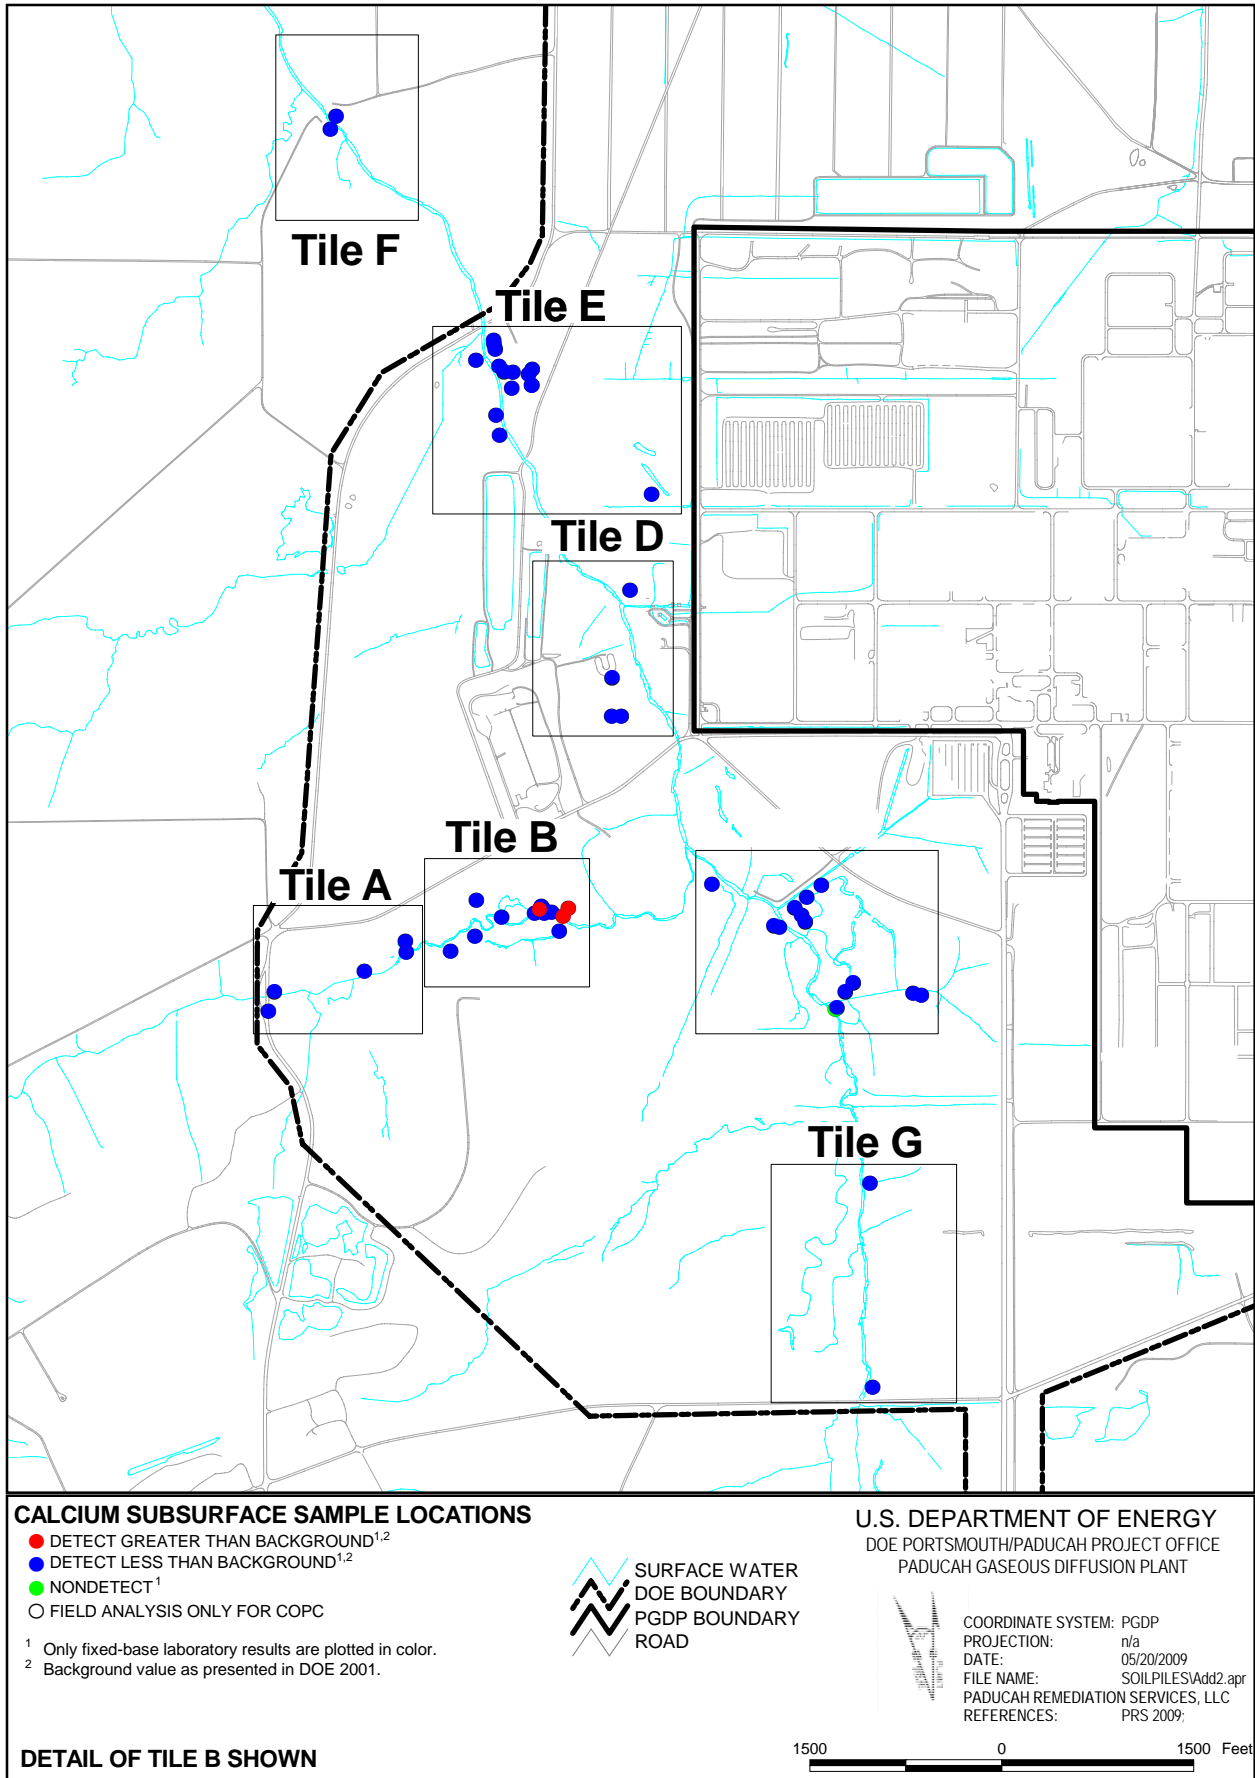 Tile F
Tile E
Tile D
Tile B
Tile A
Tile G
CALCIUM SUBSURFACE SAMPLE LOCATIONS
DETECT GREATER THAN BACKGROUND1,2
DETECT LESS THAN BACKGROUND1,2
NONDETECT1
FIELD ANALYSIS ONLY FOR COPC
1 Only fixed-base laboratory results are plotted in color.
2 Background value as presented in DOE 2001.
DETAIL OF TILE B SHOWN
SURFACE WATER
DOE BOUNDARY
PGDP BOUNDARY
ROAD
U.S. DEPARTMENT OF ENERGY
DOE PORTSMOUTH/PADUCAH PROJECT OFFICE
PADUCAH GASEOUS DIFFUSION PLANT
COORDINATE SYSTEM: PGDP
PROJECTION: n/a
DATE: 05/20/2009
FILE NAME: SOILPILES\Add2.apr
PADUCAH REMEDIATION SERVICES, LLC
REFERENCES: PRS 2009;
1500 0 1500 Feet